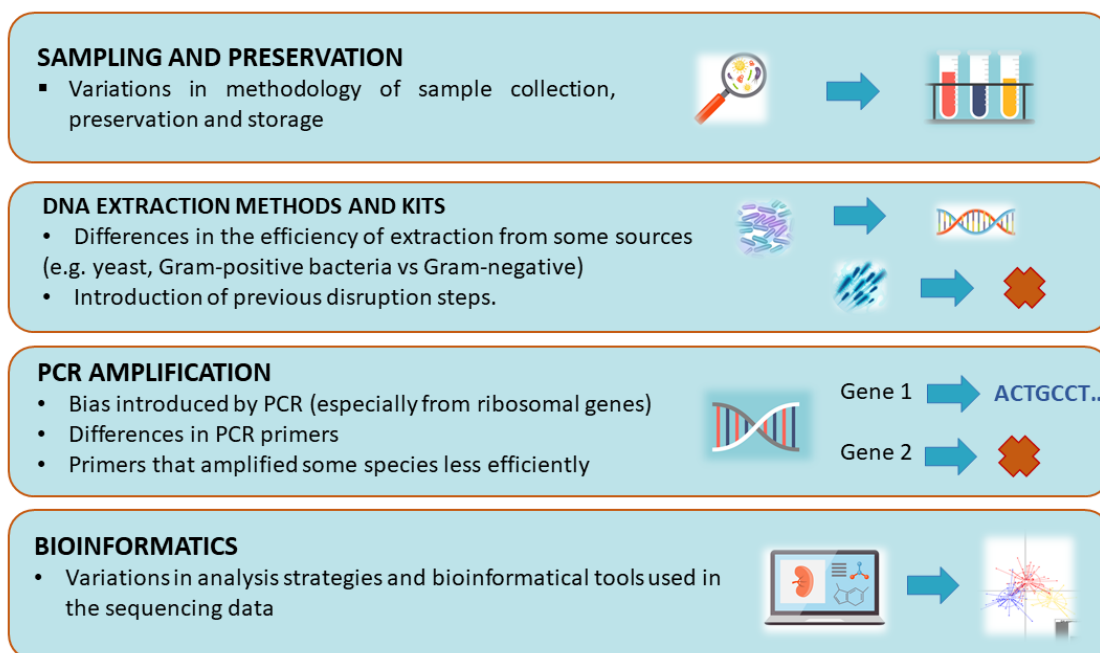 SAMPLING AND PRESERVATION
▪ Variations in methodology of sample collection,
preservation and storage
DNA EXTRACTION METHODS AND KITS
• Differences in the efficiency of extraction from some sources
(e.g. yeast, Gram-positive bacteria vs Gram-negative)
• Introduction of previous disruption steps.
PCR AMPLIFICATION
• Bias introduced by PCR (especially from ribosomal genes)
• Differences in PCR primers
• Primers that amplified some species less efficiently
Gene 1
ACTGCCT..
Gene 2
BIOINFORMATICS
• Variations in analysis strategies and bioinformatical tools used in
the sequencing data